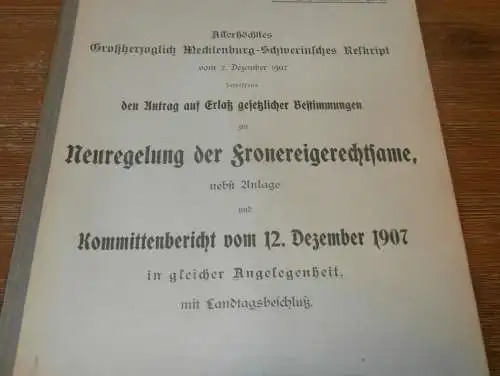 Allerhöchstes
Großherzoglich Mecklenburg-Schwerinsches Reskript
vom 7. Dezember 1907
betreffend
den Antrag auf Erlaß gesetzlicher Bestimmungen
zur
Neuregelung der Fronereigerechtsame,
nebst Anlage
und
Kommittenbericht vom 12. Dezember 1907
in gleicher Angelegenheit,
mit Landtagsbeschluß.